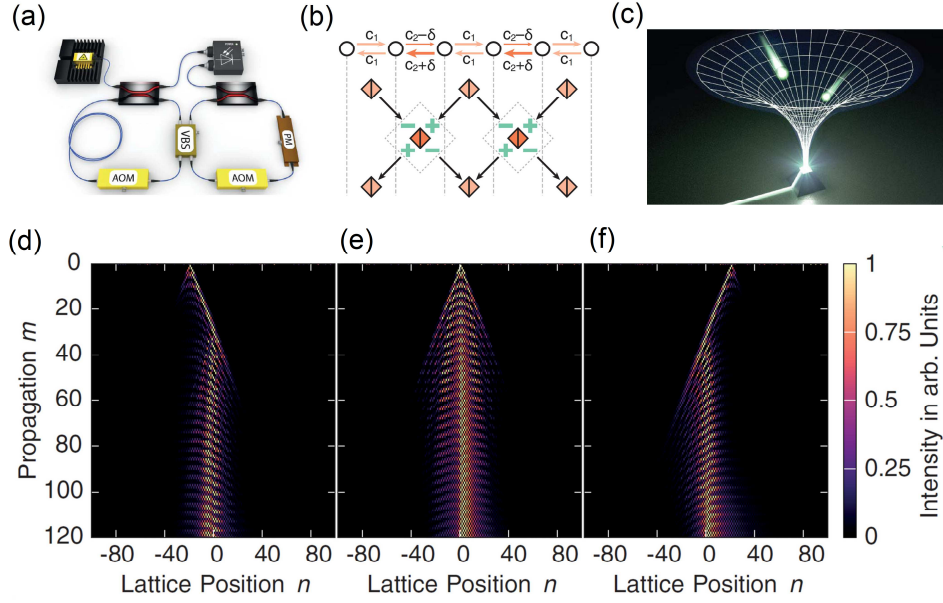 (a)
(b)
(c)
VBS
PM
AOM
AOM
c₁ c₂−δ c₁ c₂−δ c₁
c₁ c₂+δ c₁ c₂+δ c₁
− +
+ −
− +
+ −
(d)
(e)
(f)
Propagation m
0
20
40
60
80
100
120
-80 -40 0 40 80
-80 -40 0 40 80
-80 -40 0 40 80
Lattice Position n
Lattice Position n
Lattice Position n
1
0.75
0.5
0.25
0
Intensity in arb. Units